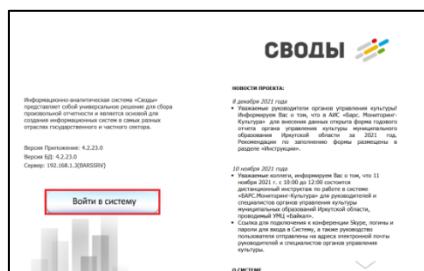 СВОДЫ
Информационно-аналитическая система «Своды»
представляет собой универсальное решение для сбора
произвольной отчетности и является основой для
создания информационных систем в самых разных
отраслях государственного и частного сектора.
Версия Приложения: 4.2.23.0
Версия БД: 4.2.23.0
Сервер: 192.168.1.3(BARSSRV)
Войти в систему
НОВОСТИ ПРОЕКТА:
8 декабря 2021 года
• Уважаемые руководители органов управления культуры!
Информируем Вас о том, что в АИС «Барс. Мониторинг-
Культура» для внесения данных открыта форма годового
отчета органа управления культуры муниципального
образования Иркутской области за 2021 год.
Рекомендации по заполнению формы размещены в
разделе «Инструкции».
10 ноября 2021 года
• Уважаемые коллеги, информируем Вас о том, что 11
ноября 2021 г. с 10:00 до 12:00 состоится
дистанционный инструктаж по работе в системе
«БАРС.Мониторинг-Культура» для руководителей и
специалистов органов управления культуры
муниципальных образований Иркутской области,
проводимый УМЦ «Байкал».
• Ссылка для подключения к конференции Skype, логины и
пароли для входа в Систему, а также руководство
пользователя отправлены на адреса электронной почты
руководителей и специалистов органов управления
культуры.
О СИСТЕМЕ